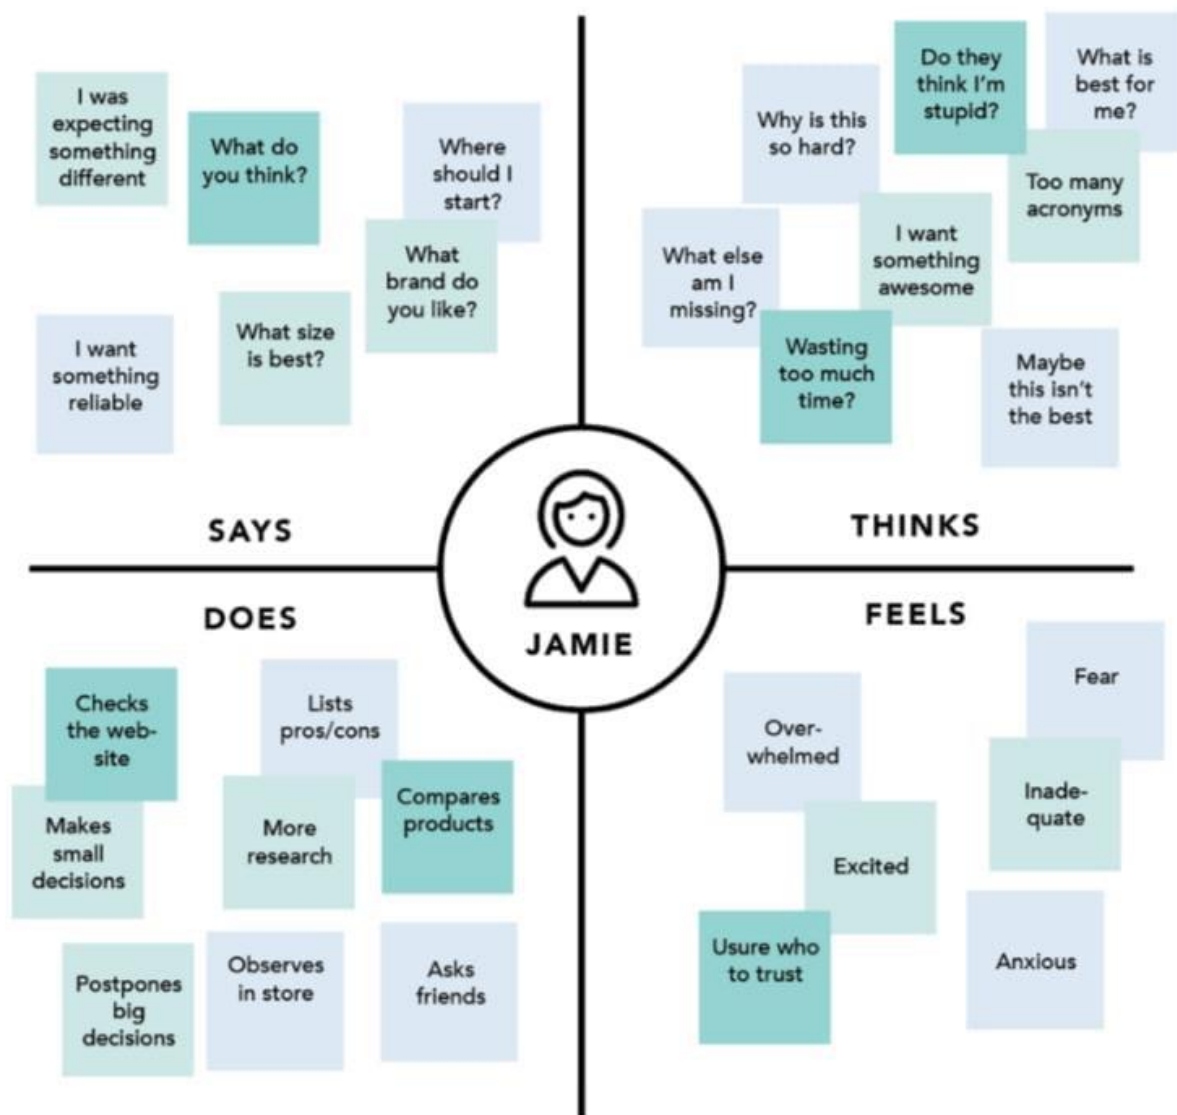 I was
expecting
something
different
What do
you think?
Where
should I
start?
What
brand do
you like?
What size
is best?
I want
something
reliable
SAYS
Do they
think I'm
stupid?
What is
best for
me?
Why is this
so hard?
Too many
acronyms
I want
something
awesome
What else
am I
missing?
Wasting
too much
time?
Maybe
this isn't
the best
THINKS
JAMIE
DOES
Checks
the web-
site
Lists
pros/cons
Compares
products
Makes
small
decisions
More
research
Postpones
big
decisions
Observes
in store
Asks
friends
FEELS
Fear
Over-
whelmed
Inade-
quate
Excited
Usure who
to trust
Anxious